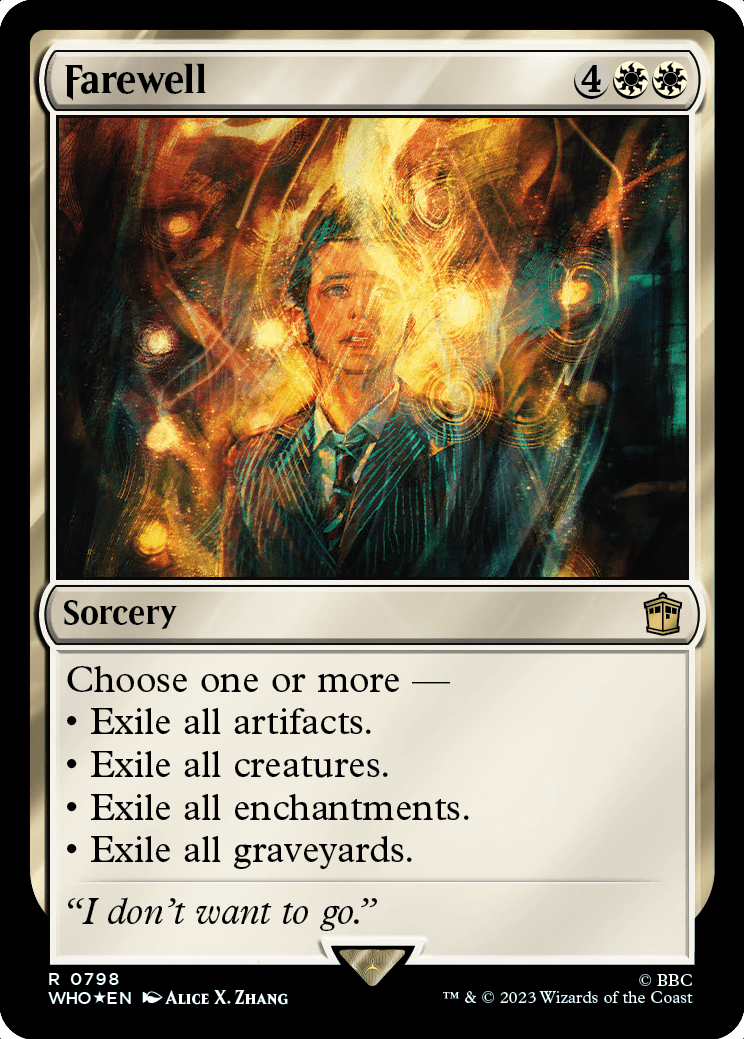 Farewell 4
Sorcery
Choose one or more —
• Exile all artifacts.
• Exile all creatures.
• Exile all enchantments.
• Exile all graveyards.
“I don’t want to go.”
R 0798
WHO★EN Alice X. Zhang
© BBC
™ & © 2023 Wizards of the Coast